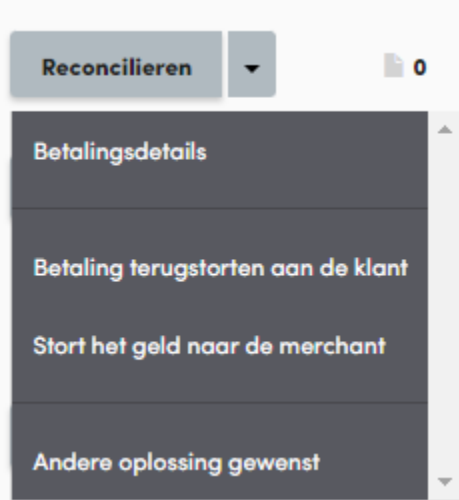 Reconcilieren
0
Betalingsdetails
Betaling terugstorten aan de klant
Stort het geld naar de merchant
Andere oplossing gewenst